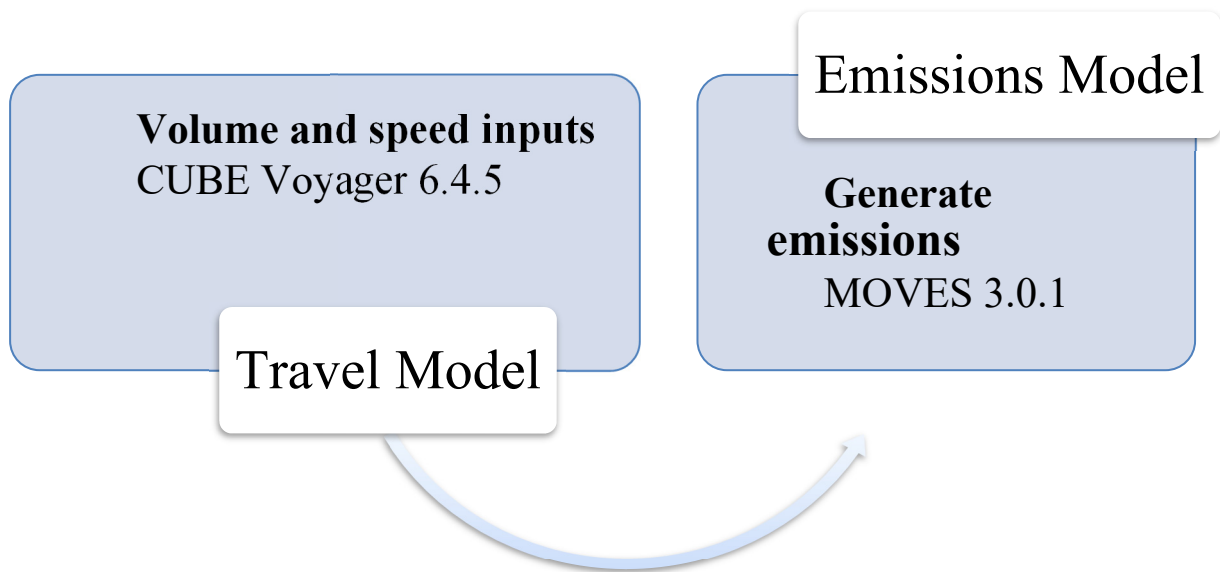 Volume and speed inputs
CUBE Voyager 6.4.5
Travel Model
Emissions Model
Generate
emissions
MOVES 3.0.1